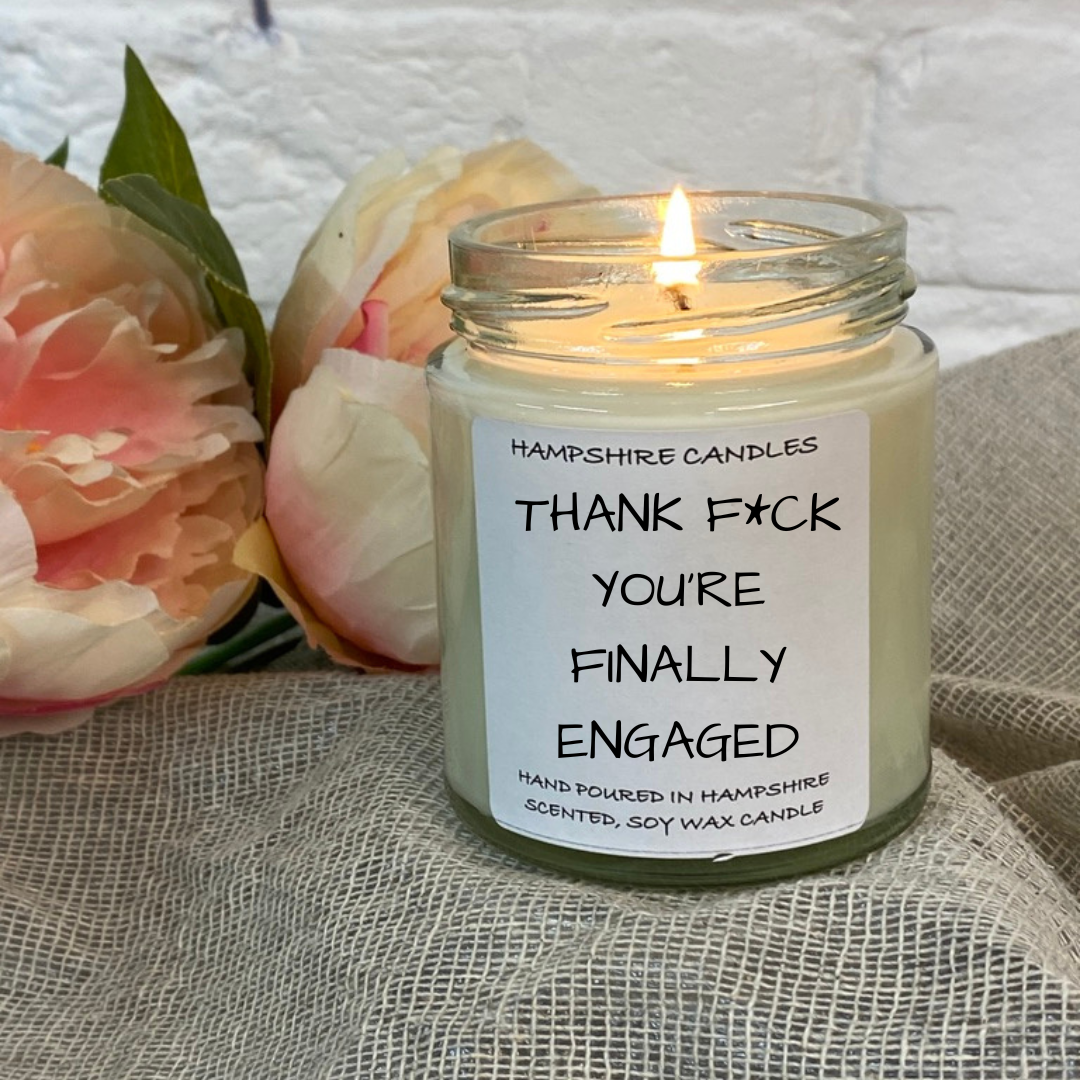 HAMPSHIRE CANDLES
THANK F*CK
YOU'RE
FINALLY
ENGAGED
HAND POURED IN HAMPSHIRE
SCENTED, SOY WAX CANDLE